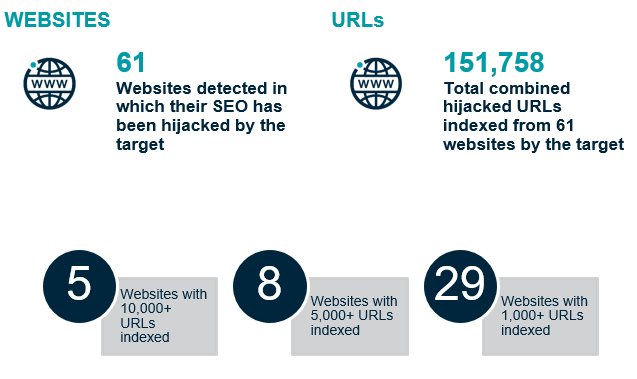 WEBSITES
URLs
WWW
61
Websites detected in
which their SEO has
been hijacked by the
target
WWW
151,758
Total combined
hijacked URLs
indexed from 61
websites by the target
5
Websites with
10,000+
URLs
indexed
8
Websites with
5,000+ URLs
indexed
29
Websites with
1,000+ URLs
indexed